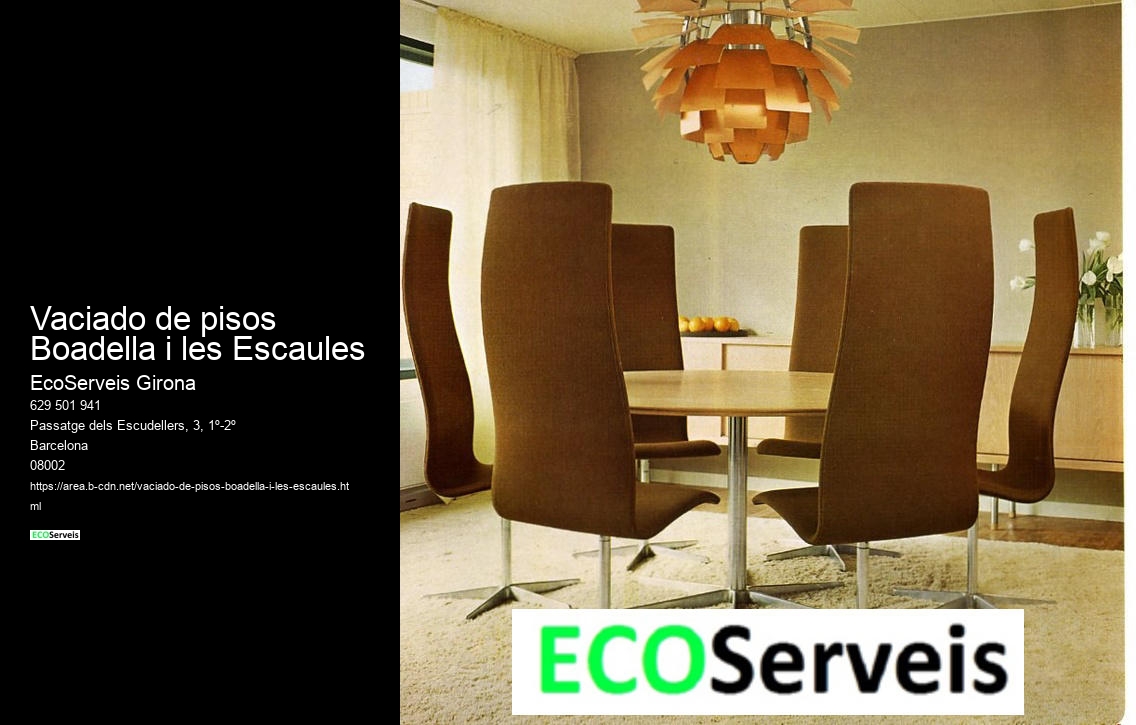 Vaciado de pisos
Boadella i les Escaules
EcoServeis Girona
629 501 941
Passatge dels Escudellers, 3, 1º-2º
Barcelona
08002
https://area.b-cdn.net/vaciado-de-pisos-boadella-i-les-escaules.ht
ml
ECOServeis
ECOServeis